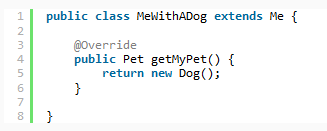 1 public class MeWithADog extends Me {
2
3 @Override
4 public Pet getMyPet() {
5 return new Dog();
6 }
7
8 }